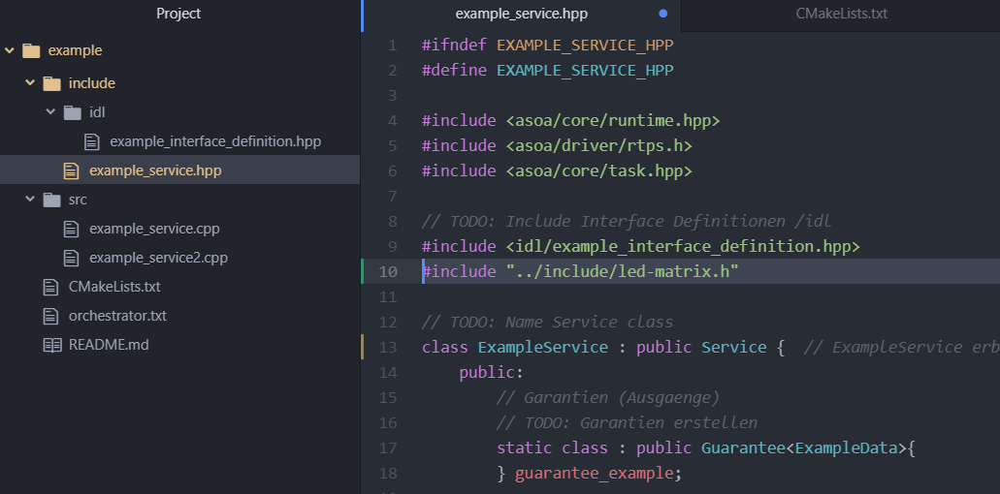 Project
example
include
idl
example_interface_definition.hpp
example_service.hpp
src
example_service.cpp
example_service2.cpp
CMakeLists.txt
orchestrator.txt
README.md
example_service.hpp
CMakeLists.txt
1 #ifndef EXAMPLE_SERVICE_HPP
2 #define EXAMPLE_SERVICE_HPP
3
4 #include <asoa/core/runtime.hpp>
5 #include <asoa/driver/rtps.h>
6 #include <asoa/core/task.hpp>
7
8 // TODO: Include Interface Definitionen /idl
9 #include <idl/example_interface_definition.hpp>
10 #include "../include/led-matrix.h"
11
12 // TODO: Name Service class
13 class ExampleService : public Service { // ExampleService erb
14 public:
15 // Garantien (Ausgaenge)
16 // TODO: Garantien erstellen
17 static class : public Guarantee<ExampleData>{
18 } guarantee_example;